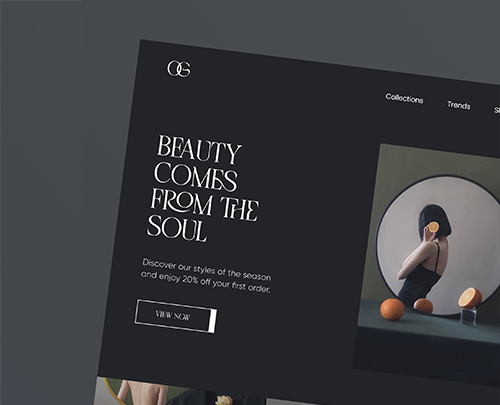 OG
Collections
Trends
BEAUTY
COMES
FROM THE
SOUL
Discover our styles of the season
and enjoy 20% off your first order.
VIEW NOW